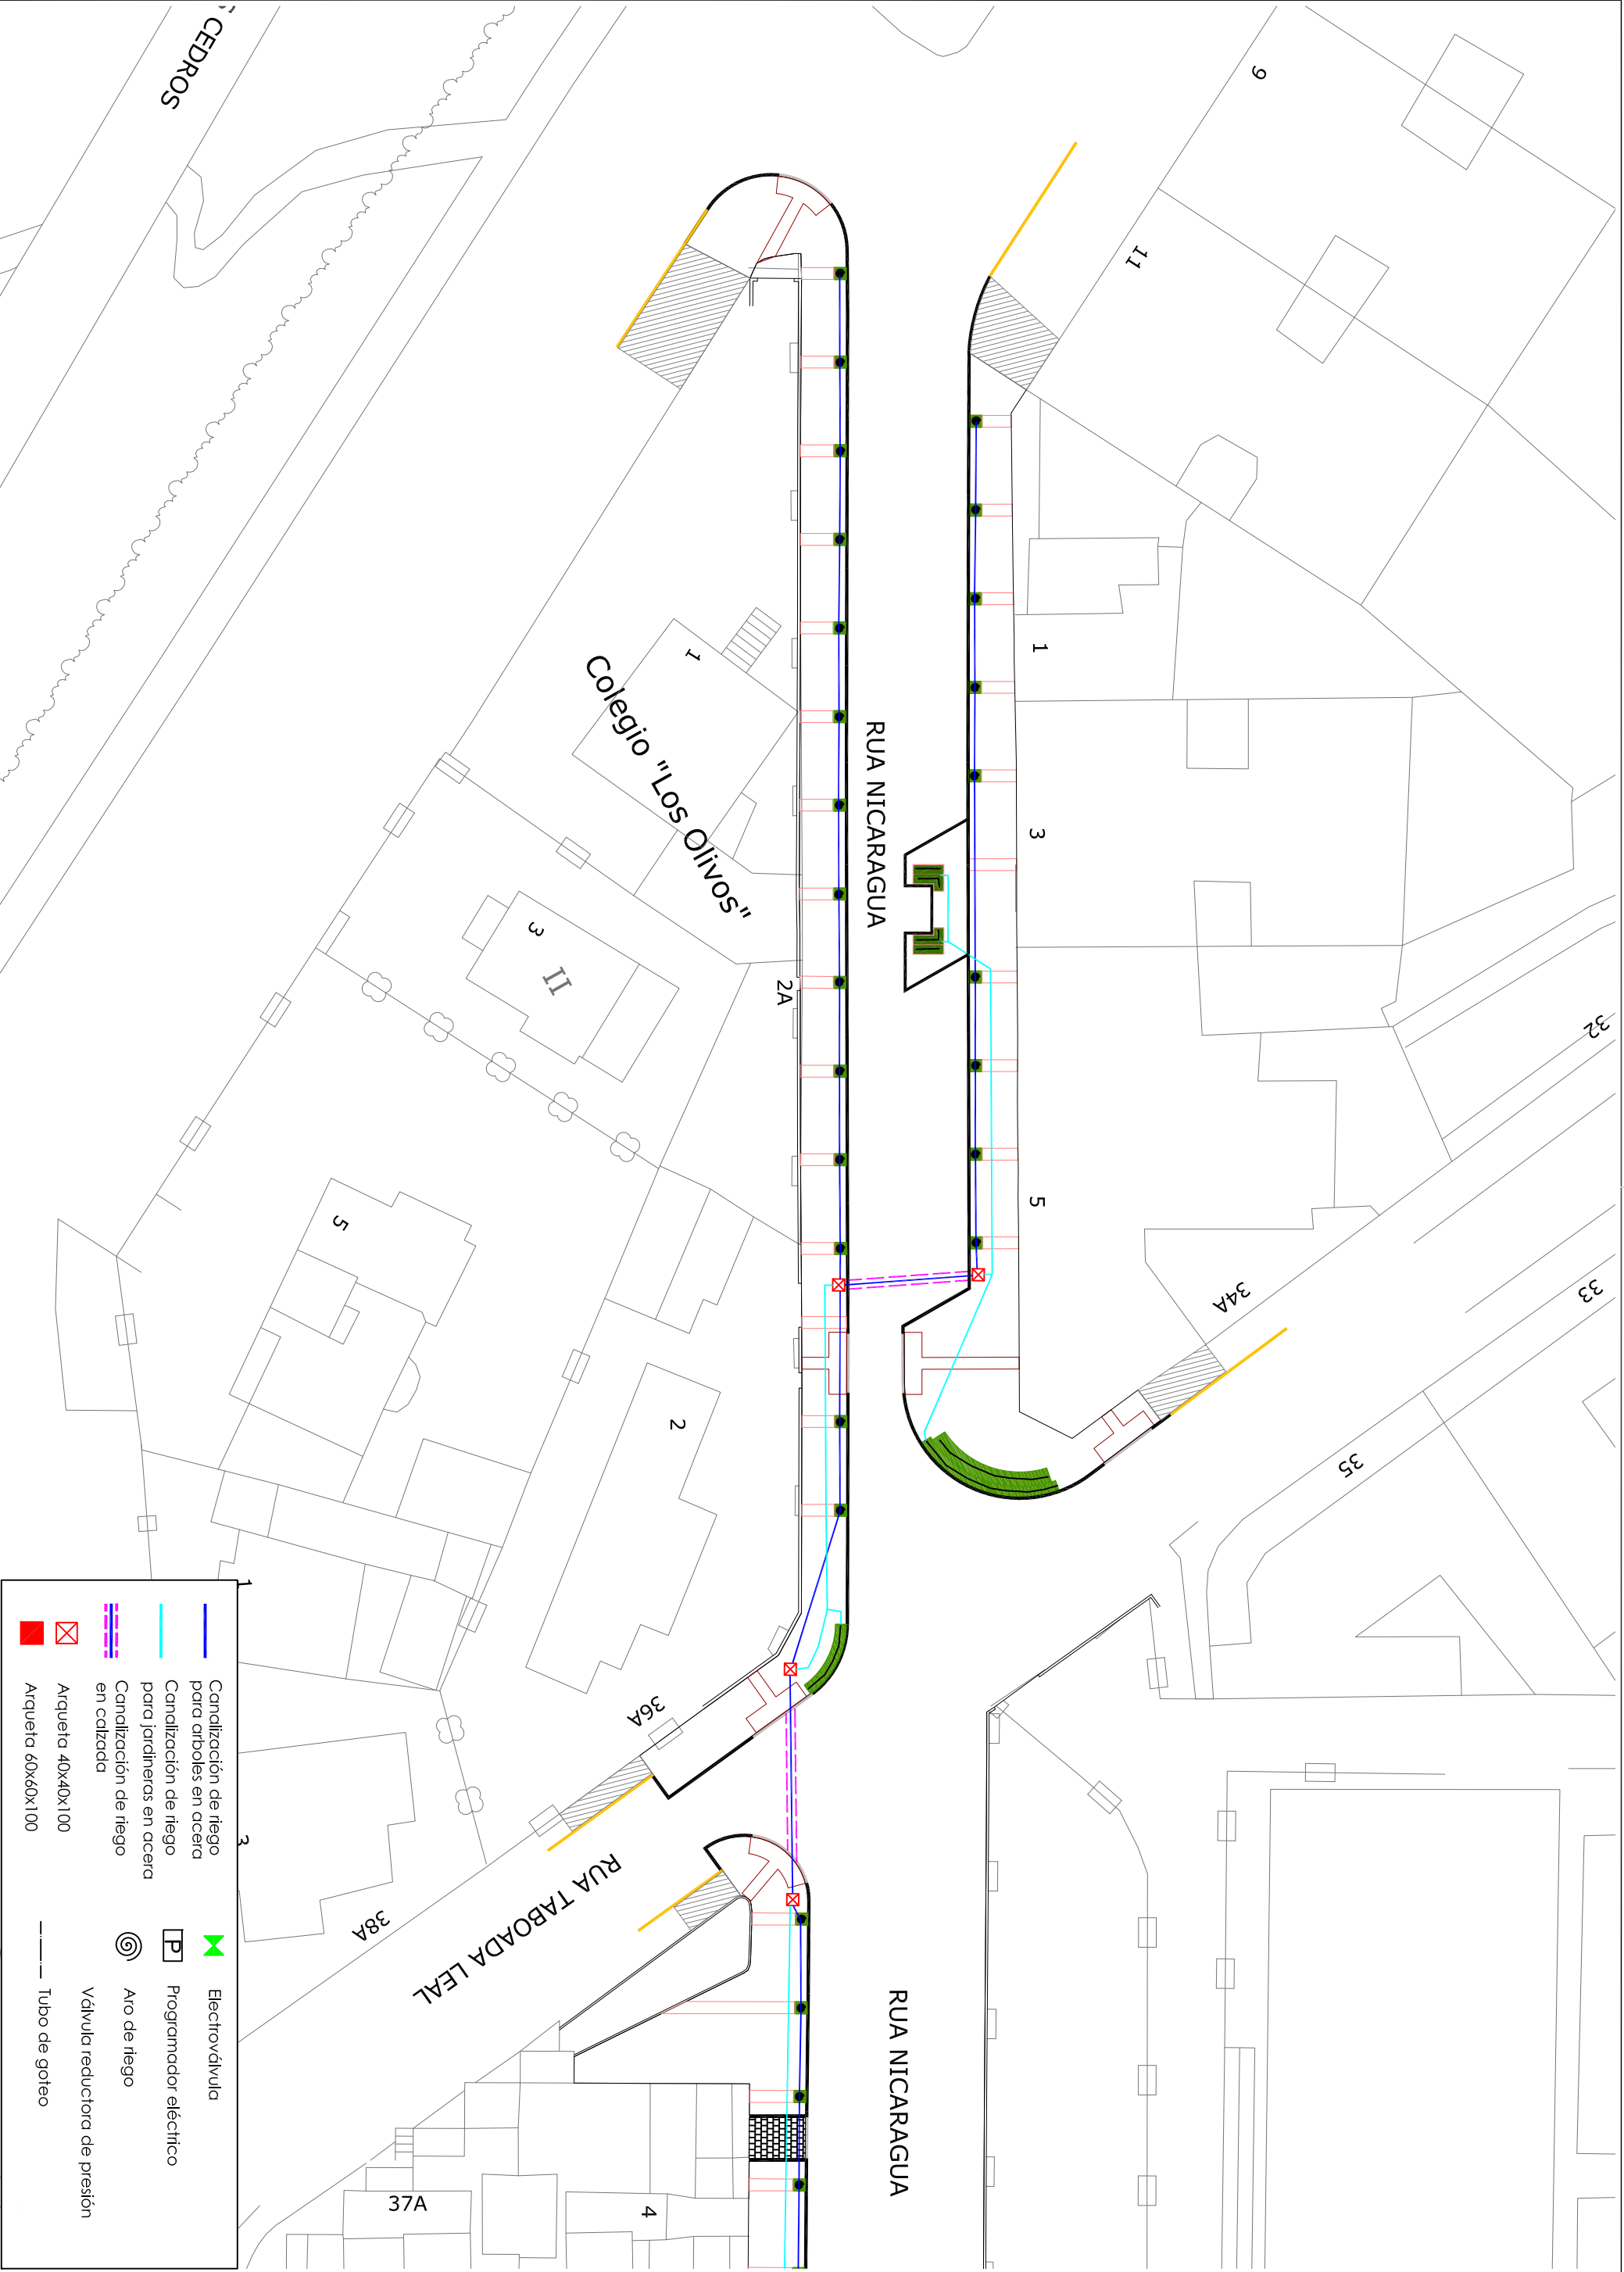 CEDROS
9
11
1
3
5
RUA NICARAGUA
Colegio "Los Olivos"
1
3
II
2A
5
2
32
33
34A
35
36A
38A
RUA TABOADA LEAL
RUA NICARAGUA
37A
4
1
3
Canalización de riego
para arboles en acera
Canalización de riego
para jardineras en acera
Canalización de riego
en calzada
Arqueta 40x40x100
Arqueta 60x60x100
Electroválvula
P
Programador eléctrico
Aro de riego
Válvula reductora de presión
Tubo de goteo